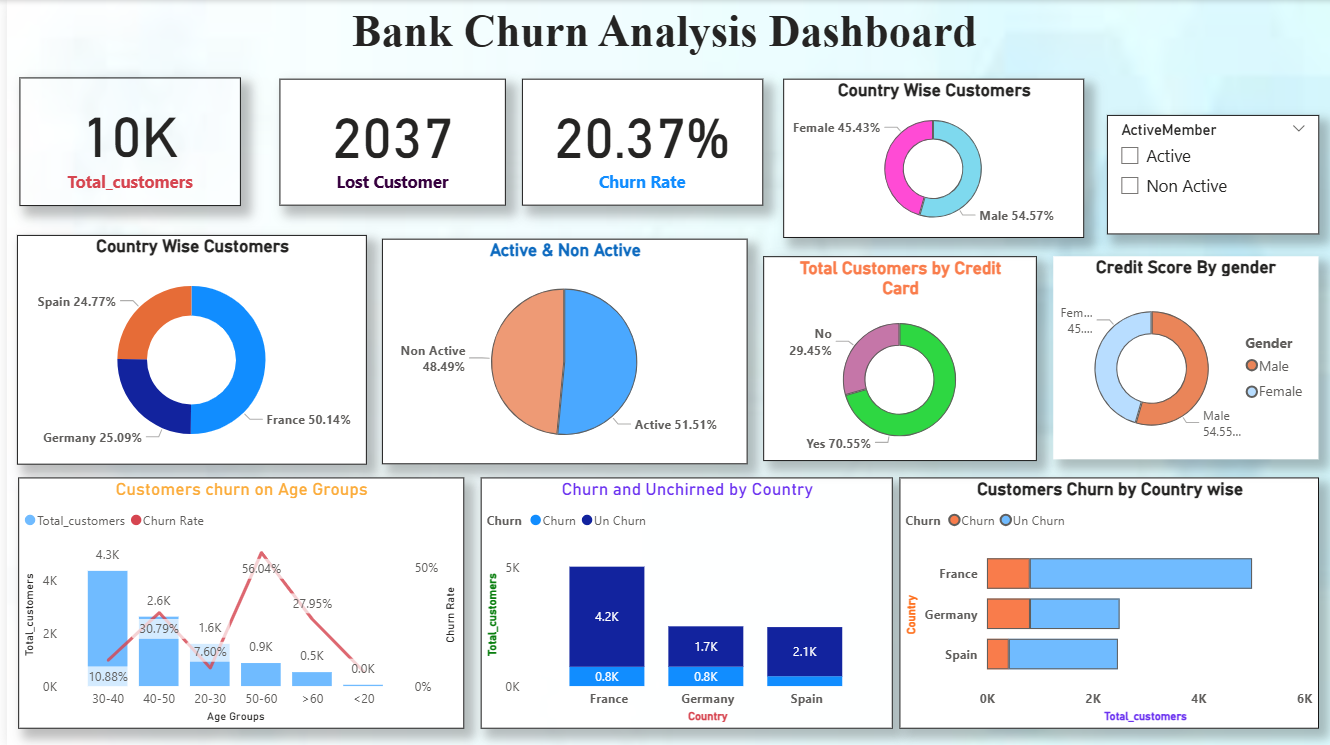 Bank Churn Analysis Dashboard
10K
Total_customers
2037
Lost Customer
20.37%
Churn Rate
Country Wise Customers
Female 45.43%
Male 54.57%
ActiveMember
Active
Non Active
Country Wise Customers
Spain 24.77%
Germany 25.09%
France 50.14%
Active & Non Active
Non Active
48.49%
Active 51.51%
Total Customers by Credit
Card
No
29.45%
Yes 70.55%
Credit Score By gender
Fem...
45....
Male
54.55...
Gender
Male
Female
Customers churn on Age Groups
Total_customers Churn Rate
Total_customers
4K
2K
0K
4.3K
2.6K
1.6K
0.9K
0.5K
0.0K
10.88%
30.79%
7.60%
56.04%
27.95%
50%
0%
Churn Rate
30-40 40-50 20-30 50-60 >60 <20
Age Groups
Churn and Unchirned by Country
Churn Churn Un Churn
Total_customers
5K
0K
4.2K
0.8K
1.7K
0.8K
2.1K
France Germany Spain
Country
Customers Churn by Country wise
Churn Churn Un Churn
Country
France
Germany
Spain
0K 2K 4K 6K
Total_customers